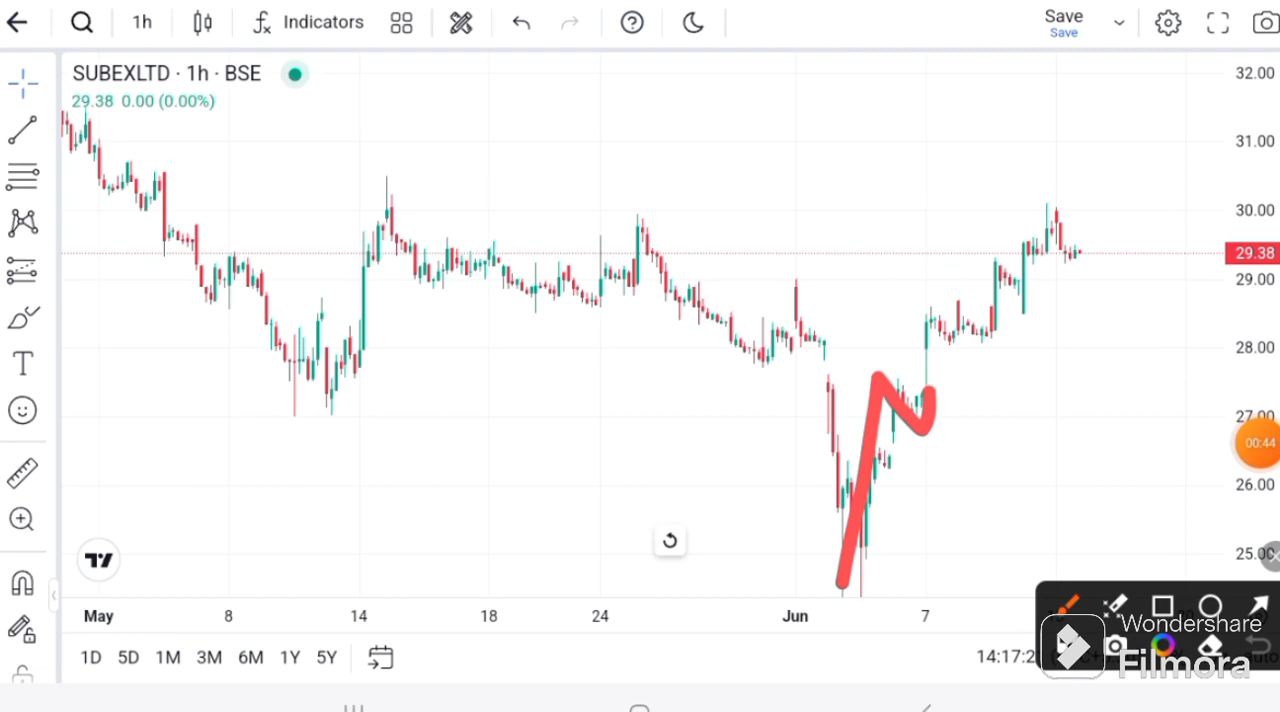 1h
Indicators
Save
Save
SUBEXLTD · 1h · BSE
29.38 0.00 (0.00%)
32.00
31.00
30.00
29.38
29.00
28.00
27.00
00:44
26.00
25.00
May 8 14 18 24 Jun 7
1D 5D 1M 3M 6M 1Y 5Y
Wondershare
Filmora